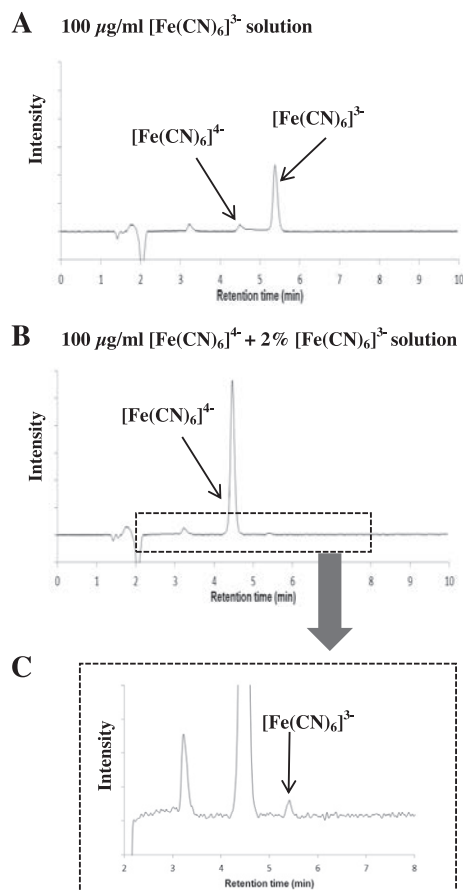 A 100 µg/ml [Fe(CN)6]3- solution
Intensity
[Fe(CN)6]4-
[Fe(CN)6]3-
0 1 2 3 4 5 6 7 8 9 10
Retention time (min)
B 100 µg/ml [Fe(CN)6]4- + 2% [Fe(CN)6]3- solution
Intensity
[Fe(CN)6]4-
0 1 2 3 4 5 6 7 8 9 10
Retention time (min)
C
Intensity
[Fe(CN)6]3-
2 3 4 5 6 7 8
Retention time (min)